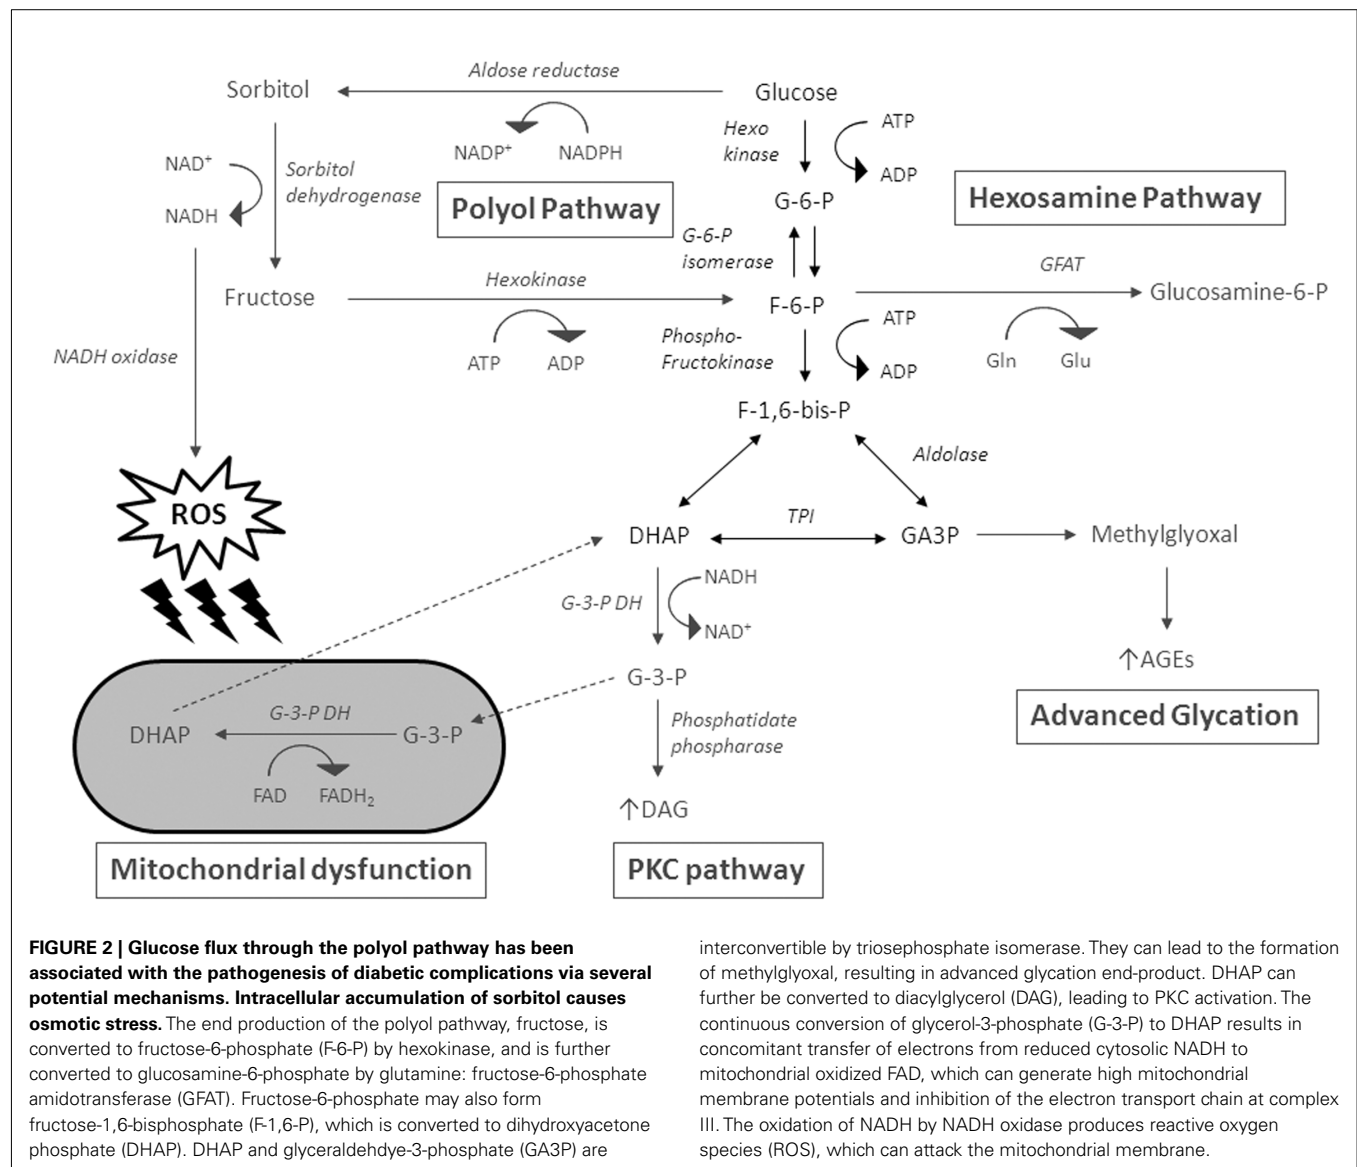 Sorbitol
Aldose reductase
Glucose
NADP+
NADPH
Hexo
kinase
ATP
ADP
NAD+
NADH
Sorbitol
dehydrogenase
Polyol Pathway
G-6-P
Hexosamine Pathway
G-6-P
isomerase
Fructose
Hexokinase
ATP
ADP
F-6-P
GFAT
Glucosamine-6-P
Gln
Glu
NADH oxidase
Phospho-
Fructokinase
ATP
ADP
F-1,6-bis-P
Aldolase
ROS
DHAP
TPI
GA3P
Methylglyoxal
G-3-P DH
NADH
NAD+
↑AGEs
Advanced Glycation
G-3-P
Phosphatidate
phospharase
DHAP
G-3-P DH
G-3-P
FAD
FADH2
↑DAG
Mitochondrial dysfunction
PKC pathway
FIGURE 2 | Glucose flux through the polyol pathway has been
associated with the pathogenesis of diabetic complications via several
potential mechanisms. Intracellular accumulation of sorbitol causes
osmotic stress. The end production of the polyol pathway, fructose, is
converted to fructose-6-phosphate (F-6-P) by hexokinase, and is further
converted to glucosamine-6-phosphate by glutamine: fructose-6-phosphate
amidotransferase (GFAT). Fructose-6-phosphate may also form
fructose-1,6-bisphosphate (F-1,6-P), which is converted to dihydroxyacetone
phosphate (DHAP). DHAP and glyceraldehdye-3-phosphate (GA3P) are
interconvertible by triosephosphate isomerase. They can lead to the formation
of methylglyoxal, resulting in advanced glycation end-product. DHAP can
further be converted to diacylglycerol (DAG), leading to PKC activation. The
continuous conversion of glycerol-3-phosphate (G-3-P) to DHAP results in
concomitant transfer of electrons from reduced cytosolic NADH to
mitochondrial oxidized FAD, which can generate high mitochondrial
membrane potentials and inhibition of the electron transport chain at complex
III. The oxidation of NADH by NADH oxidase produces reactive oxygen
species (ROS), which can attack the mitochondrial membrane.